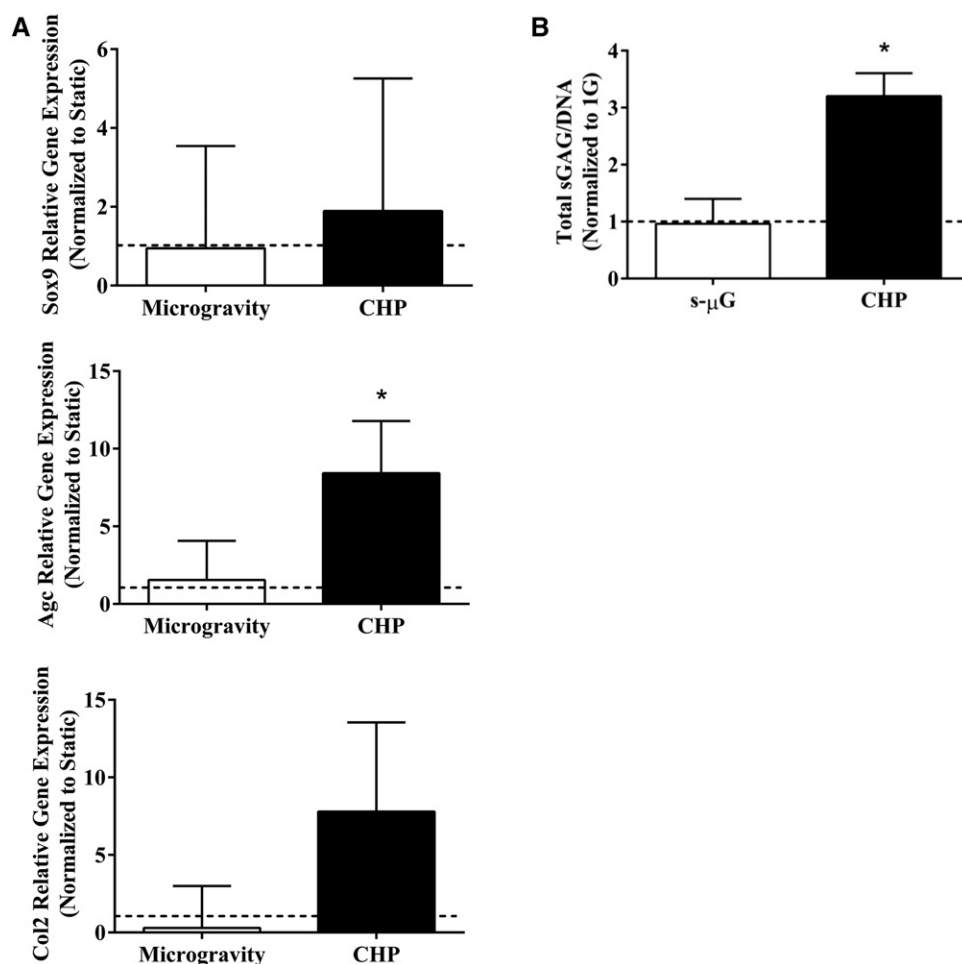 A
Sox9 Relative Gene Expression
(Normalized to Static)
6
4
2
0
Microgravity CHP
B
Total sGAG/DNA
(Normalized to 1G)
4
3
2
1
0
*
s-μG CHP
Agc Relative Gene Expression
(Normalized to Static)
15
10
5
0
*
Microgravity CHP
Col2 Relative Gene Expression
(Normalized to Static)
15
10
5
0
Microgravity CHP